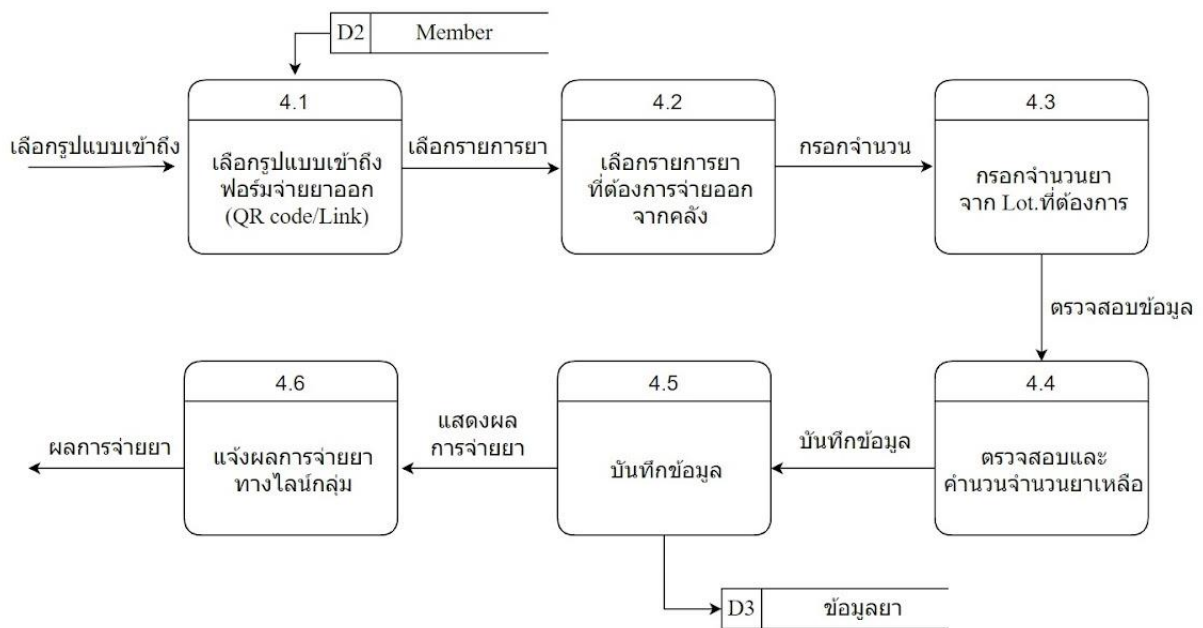 D2 Member
4.1
4.2
4.3
เลือกรูปแบบเข้าถึง
เลือกรูปแบบเข้าถึง
ฟอร์มจ่ายยาออก
(QR code/Link)
เลือกรายการยา
เลือกรายการยา
ที่ต้องการจ่ายออก
จากคลัง
กรอกจำนวน
กรอกจำนวนยา
จาก Lot.ที่ต้องการ
ตรวจสอบข้อมูล
4.6
4.5
4.4
ผลการจ่ายยา
แจ้งผลการจ่ายยา
ทางไลน์กลุ่ม
แสดงผล
การจ่ายยา
บันทึกข้อมูล
บันทึกข้อมูล
ตรวจสอบและ
คำนวนจำนวนยาเหลือ
D3 ข้อมูลยา